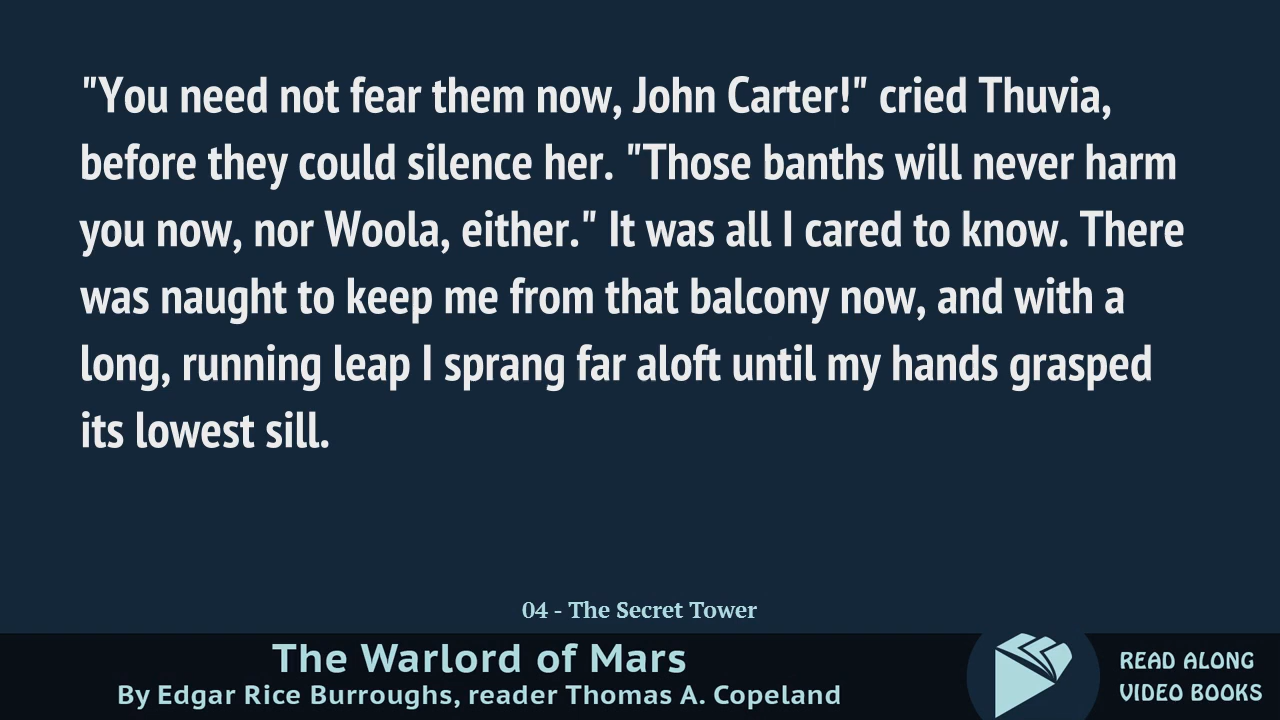 "You need not fear them now, John Carter!" cried Thuvia,
before they could silence her. "Those banths will never harm
you now, nor Woola, either." It was all I cared to know. There
was naught to keep me from that balcony now, and with a
long, running leap I sprang far aloft until my hands grasped
its lowest sill.
04 - The Secret Tower
The Warlord of Mars
By Edgar Rice Burroughs, reader Thomas A. Copeland
READ ALONG
VIDEO BOOKS